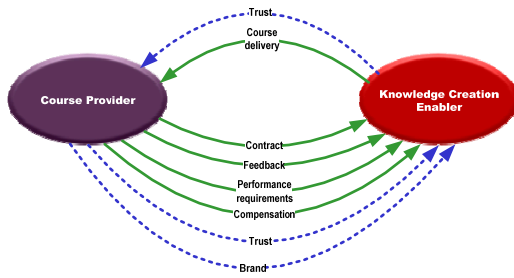 Trust
Course
delivery
Course Provider
Knowledge Creation
Enabler
Contract
Feedback
Performance
requirements
Compensation
Trust
Brand